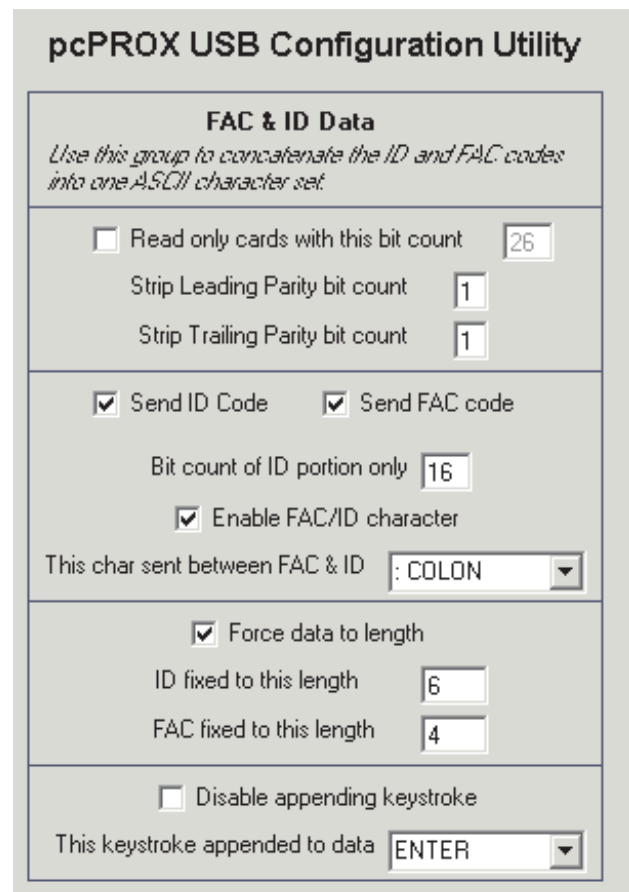 pcPROX USB Configuration Utility
FAC & ID Data
Use this group to concatenate the ID and FAC codes
into one ASCII character set.
Read only cards with this bit count 26
Strip Leading Parity bit count 1
Strip Trailing Parity bit count 1
Send ID Code Send FAC code
Bit count of ID portion only 16
Enable FAC/ID character
This char sent between FAC & ID : COLON
Force data to length
ID fixed to this length 6
FAC fixed to this length 4
Disable appending keystroke
This keystroke appended to data ENTER